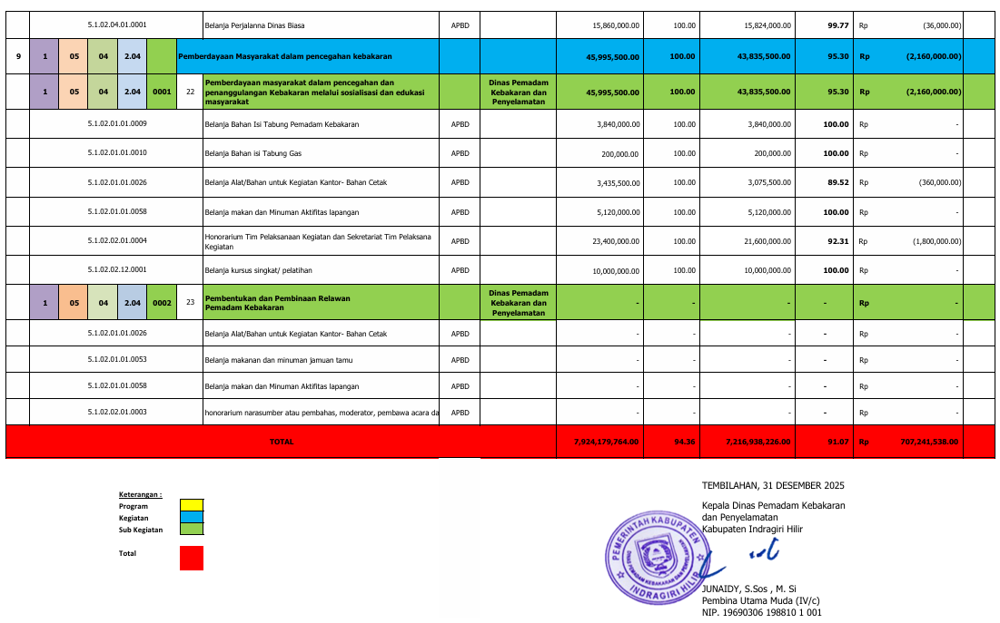 5.1.02.04.01.0001 Belanja Perjalanna Dinas Biasa APBD 15,860,000.00 100.00 15,824,000.00 99.77 Rp (36,000.00)
9 1 05 04 2.04 Pemberdayaan Masyarakat dalam pencegahan kebakaran 45,995,500.00 100.00 43,835,500.00 95.30 Rp (2,160,000.00)
1 05 04 2.04 0001 22 Pemberdayaan masyarakat dalam pencegahan dan penanggulangan Kebakaran melalui sosialisasi dan edukasi masyarakat Dinas Pemadam Kebakaran dan Penyelamatan 45,995,500.00 100.00 43,835,500.00 95.30 Rp (2,160,000.00)
5.1.02.01.01.0009 Belanja Bahan Isi Tabung Pemadam Kebakaran APBD 3,840,000.00 100.00 3,840,000.00 100.00 Rp -
5.1.02.01.01.0010 Belanja Bahan isi Tabung Gas APBD 200,000.00 100.00 200,000.00 100.00 Rp -
5.1.02.01.01.0026 Belanja Alat/Bahan untuk Kegiatan Kantor- Bahan Cetak APBD 3,435,500.00 100.00 3,075,500.00 89.52 Rp (360,000.00)
5.1.02.01.01.0058 Belanja makan dan Minuman Aktifitas lapangan APBD 5,120,000.00 100.00 5,120,000.00 100.00 Rp -
5.1.02.02.01.0004 Honorarium Tim Pelaksanaan Kegiatan dan Sekretariat Tim Pelaksana Kegiatan APBD 23,400,000.00 100.00 21,600,000.00 92.31 Rp (1,800,000.00)
5.1.02.02.12.0001 Belanja kursus singkat/ pelatihan APBD 10,000,000.00 100.00 10,000,000.00 100.00 Rp -
1 05 04 2.04 0002 23 Pembentukan dan Pembinaan Relawan Pemadam Kebakaran Dinas Pemadam Kebakaran dan Penyelamatan - - - - Rp -
5.1.02.01.01.0026 Belanja Alat/Bahan untuk Kegiatan Kantor- Bahan Cetak APBD - - - - Rp -
5.1.02.01.01.0053 Belanja makanan dan minuman jamuan tamu APBD - - - - Rp -
5.1.02.01.01.0058 Belanja makan dan Minuman Aktifitas lapangan APBD - - - - Rp -
5.1.02.02.01.0003 honorarium narasumber atau pembahas, moderator, pembawa acara da APBD - - - - Rp -
TOTAL 7,924,179,764.00 94.36 7,216,938,226.00 91.07 Rp 707,241,538.00
TEMBILAHAN, 31 DESEMBER 2025
Keterangan :
Program
Kegiatan
Sub Kegiatan
Total
Kepala Dinas Pemadam Kebakaran
dan Penyelamatan
Kabupaten Indragiri Hilir
PEMERINTAH KABUPATEN
DINAS PEMADAM KEBAKARAN DAN PENYELAMATAN
INDRAGIRI HILIR
JUNAIDY, S.Sos , M. Si
Pembina Utama Muda (IV/c)
NIP. 19690306 198810 1 001